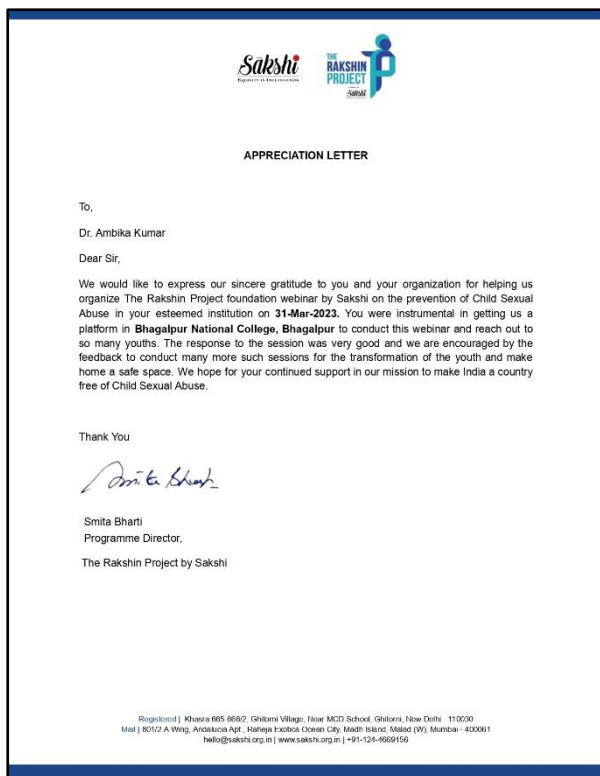 THE
Sakshi
EQUALITY IS INDISPENSABLE
THE
RAKSHIN
PROJECT
Sakshi
APPRECIATION LETTER
To,
Dr. Ambika Kumar
Dear Sir,
We would like to express our sincere gratitude to you and your organization for helping us
organize The Rakshin Project foundation webinar by Sakshi on the prevention of Child Sexual
Abuse in your esteemed institution on 31-Mar-2023. You were instrumental in getting us a
platform in Bhagalpur National College, Bhagalpur to conduct this webinar and reach out to
so many youths. The response to the session was very good and we are encouraged by the
feedback to conduct many more such sessions for the transformation of the youth and make
home a safe space. We hope for your continued support in our mission to make India a country
free of Child Sexual Abuse.
Thank You
Smita Bharti
Programme Director,
The Rakshin Project by Sakshi
Registered | Khasra 665-666/2, Ghitorni Village, Near MCD School, Ghitorni, New Delhi - 110030
Mail | 801/2 A Wing, Andalucia Apt., Raheja Exotica Ocean City, Madh Island, Malad (W), Mumbai - 400061
hello@sakshi.org.in | www.sakshi.org.in | +91-124-4669156